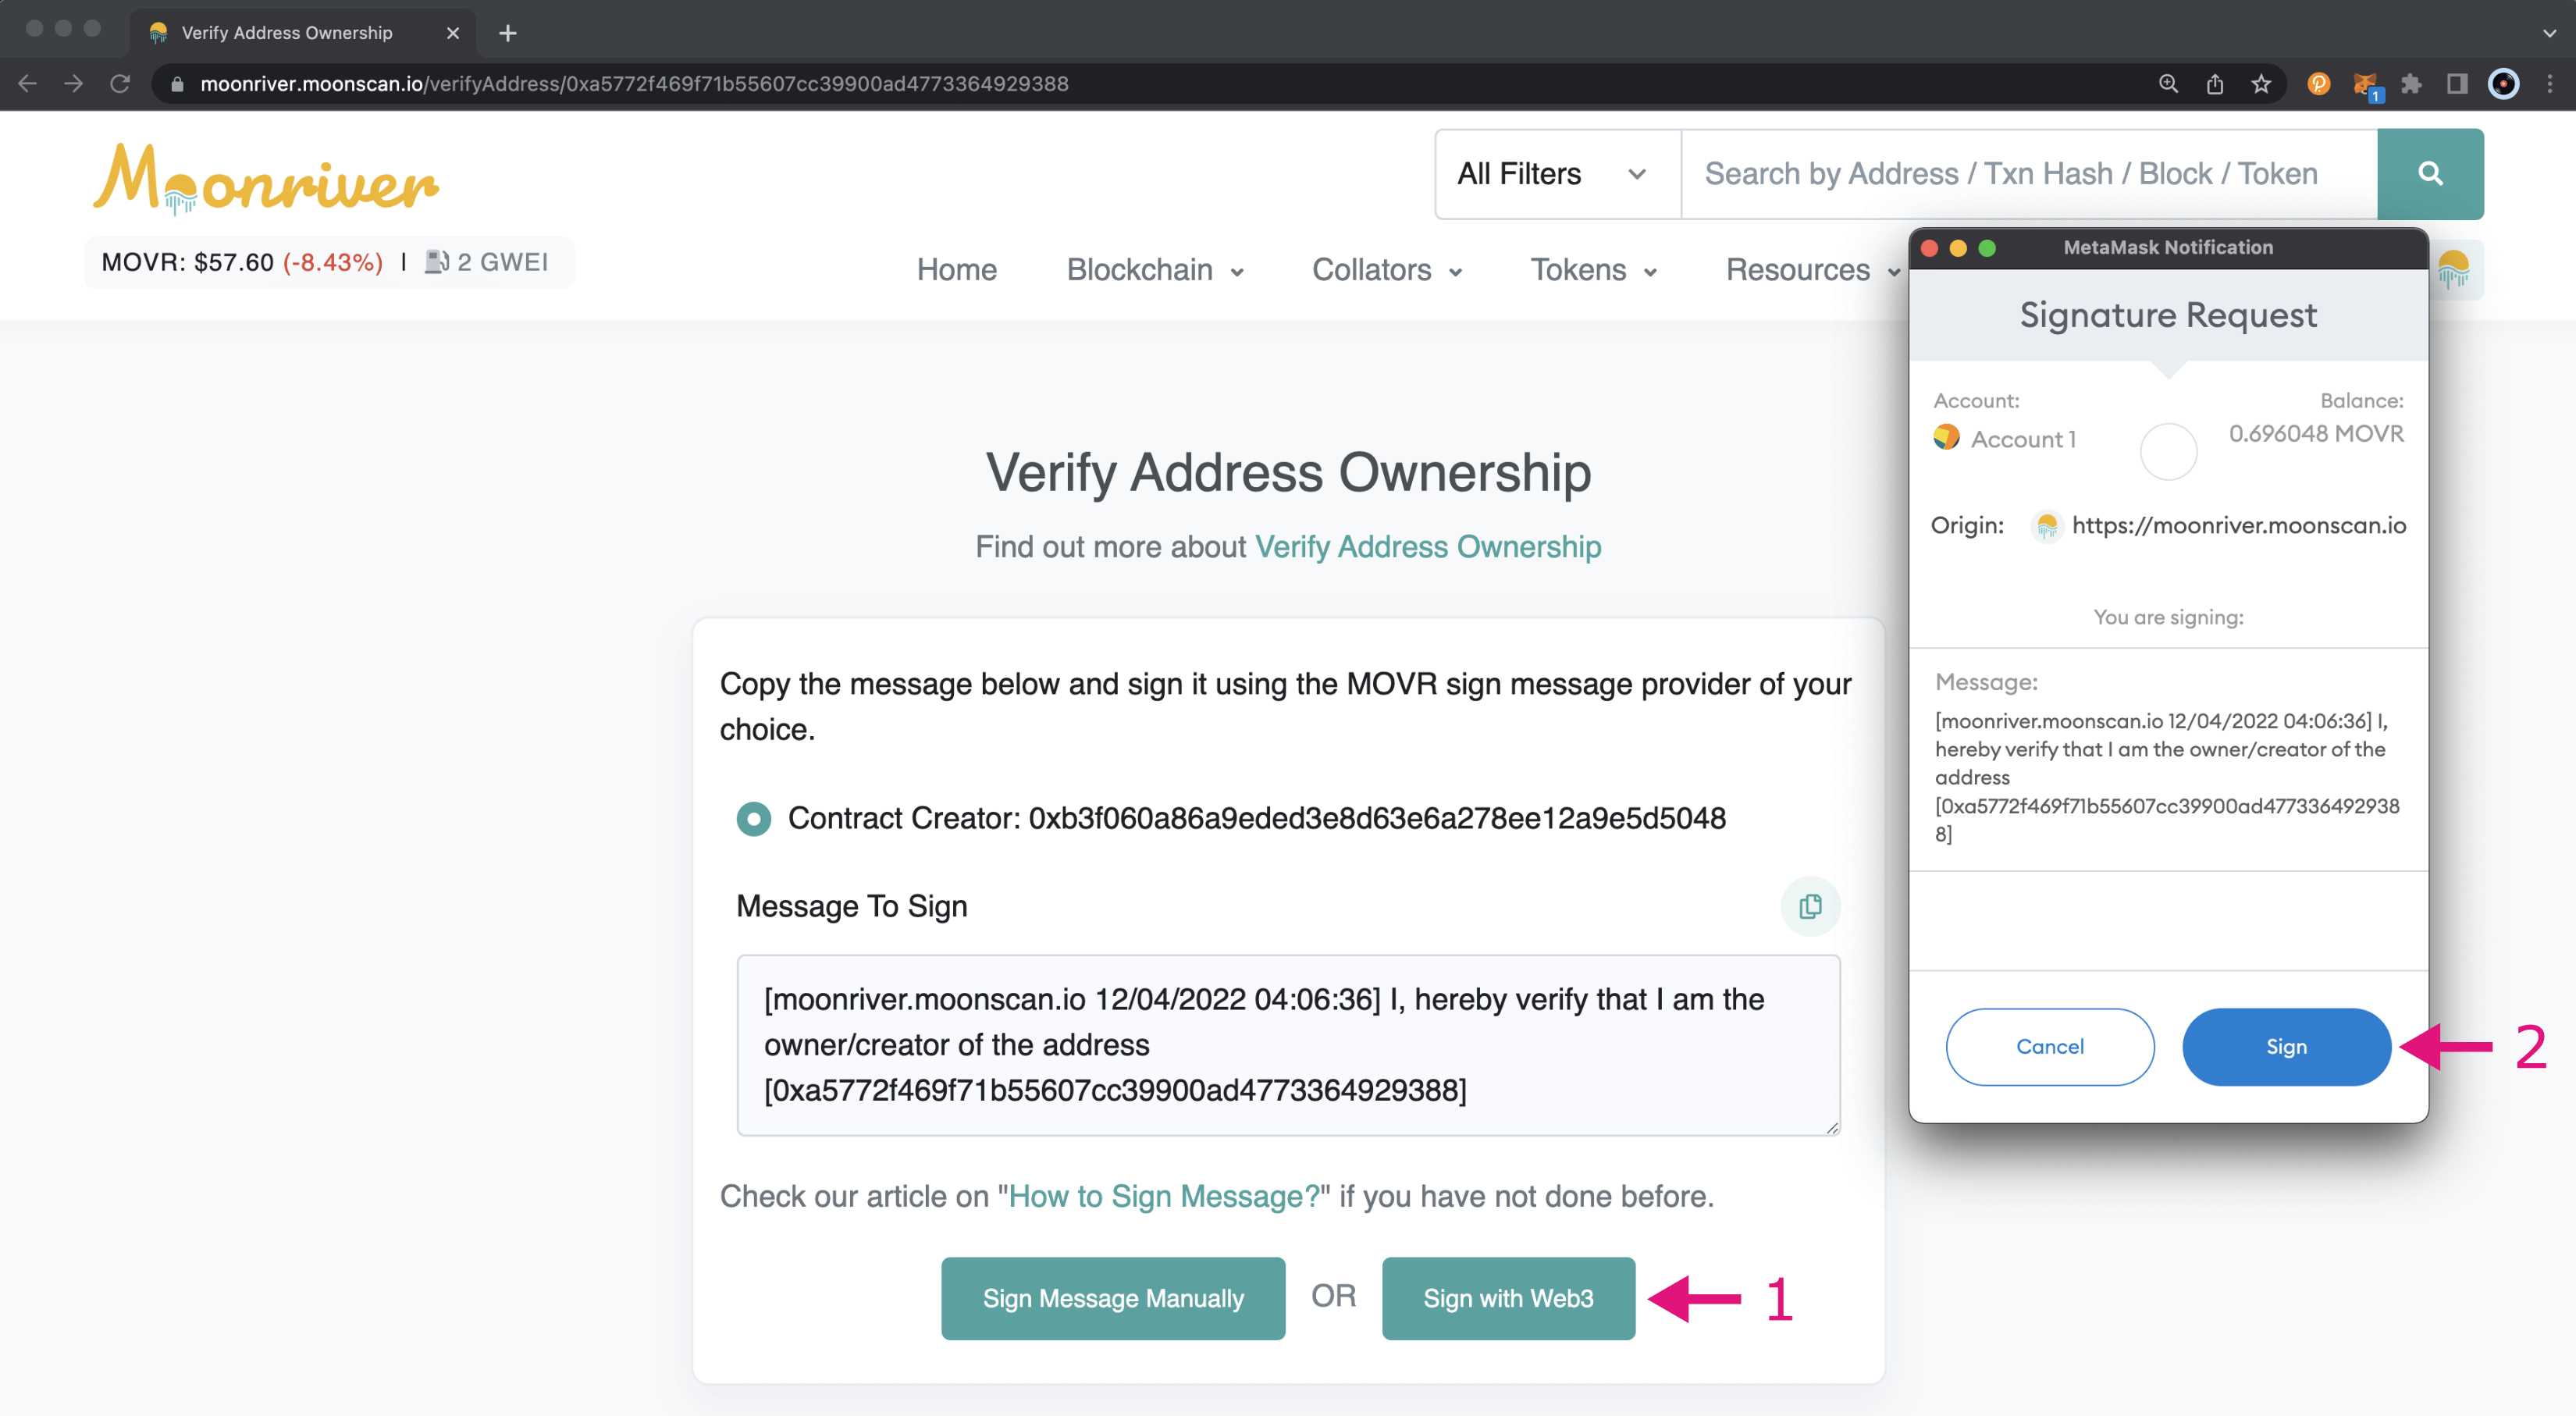 Verify Address Ownership
moonriver.moonscan.io/verifyAddress/0xa5772f469f71b55607cc39900ad4773364929388
1
Moonriver
All Filters
Search by Address / Txn Hash / Block / Token
MOVR: $57.60 (-8.43%) | 2 GWEI
Home Blockchain Collators Tokens Resources
Verify Address Ownership
Find out more about Verify Address Ownership
Copy the message below and sign it using the MOVR sign message provider of your
choice.
Contract Creator: 0xb3f060a86a9eded3e8d63e6a278ee12a9e5d5048
Message To Sign
[moonriver.moonscan.io 12/04/2022 04:06:36] I, hereby verify that I am the
owner/creator of the address
[0xa5772f469f71b55607cc39900ad4773364929388]
Check our article on "How to Sign Message?" if you have not done before.
Sign Message Manually OR Sign with Web3
1
MetaMask Notification
Signature Request
Account:
Balance:
Account 1
0.696048 MOVR
Origin: https://moonriver.moonscan.io
You are signing:
Message:
[moonriver.moonscan.io 12/04/2022 04:06:36] I,
hereby verify that I am the owner/creator of the
address
[0xa5772f469f71b55607cc39900ad477336492938
8]
Cancel Sign
2